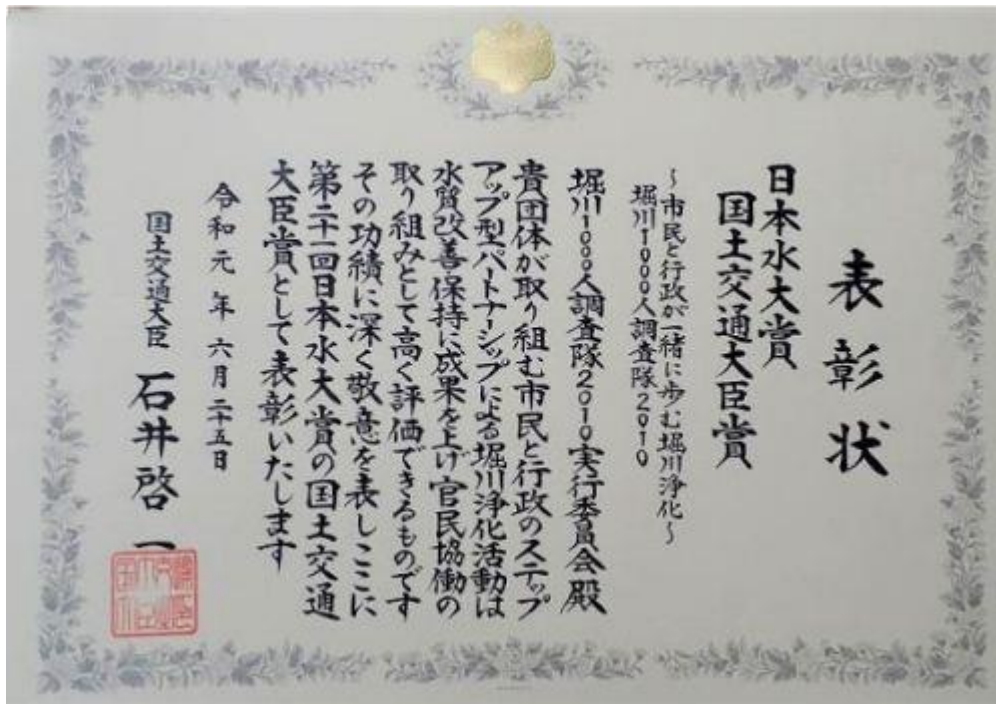 表彰状
日本水大賞
国土交通大臣賞
～市民と行政が一緒に歩む堀川浄化～
堀川1000人調査隊2010
堀川1000人調査隊2010実行委員会殿
貴団体が取り組む市民と行政のステップ
アップ型パートナーシップによる堀川浄化活動は
水質改善保持に成果を上げ官民協働の
取り組みとして高く評価できるものです
その功績に深く敬意を表しここに
第二十一回日本水大賞の国土交通
大臣賞として表彰いたします
令和元年六月二十五日
国土交通大臣 石井啓一